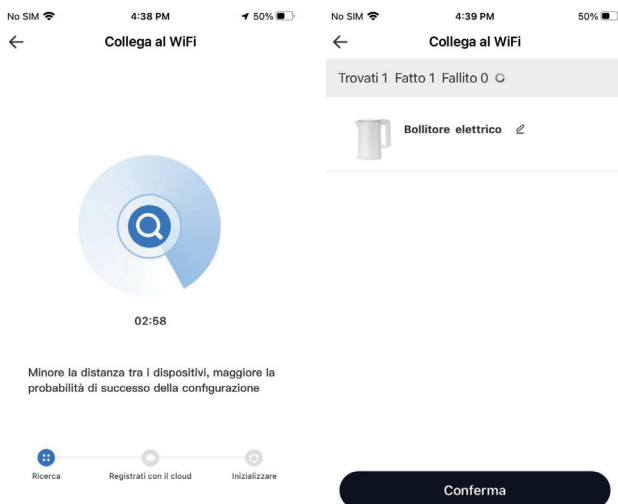 No SIM 4:38 PM 50%
Collega al WiFi
02:58
Minore la distanza tra i dispositivi, maggiore la
probabilità di successo della configurazione
Ricerca Registrati con il cloud Inizializzare
No SIM 4:39 PM 50%
Collega al WiFi
Trovati 1 Fatto 1 Fallito 0
Bollitore elettrico
Conferma